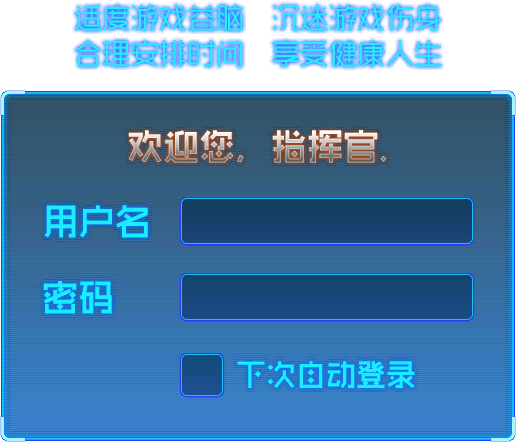 适度游戏益脑 沉迷游戏伤身
合理安排时间 享受健康人生
欢迎您, 指挥官.
用户名
密码
下次自动登录